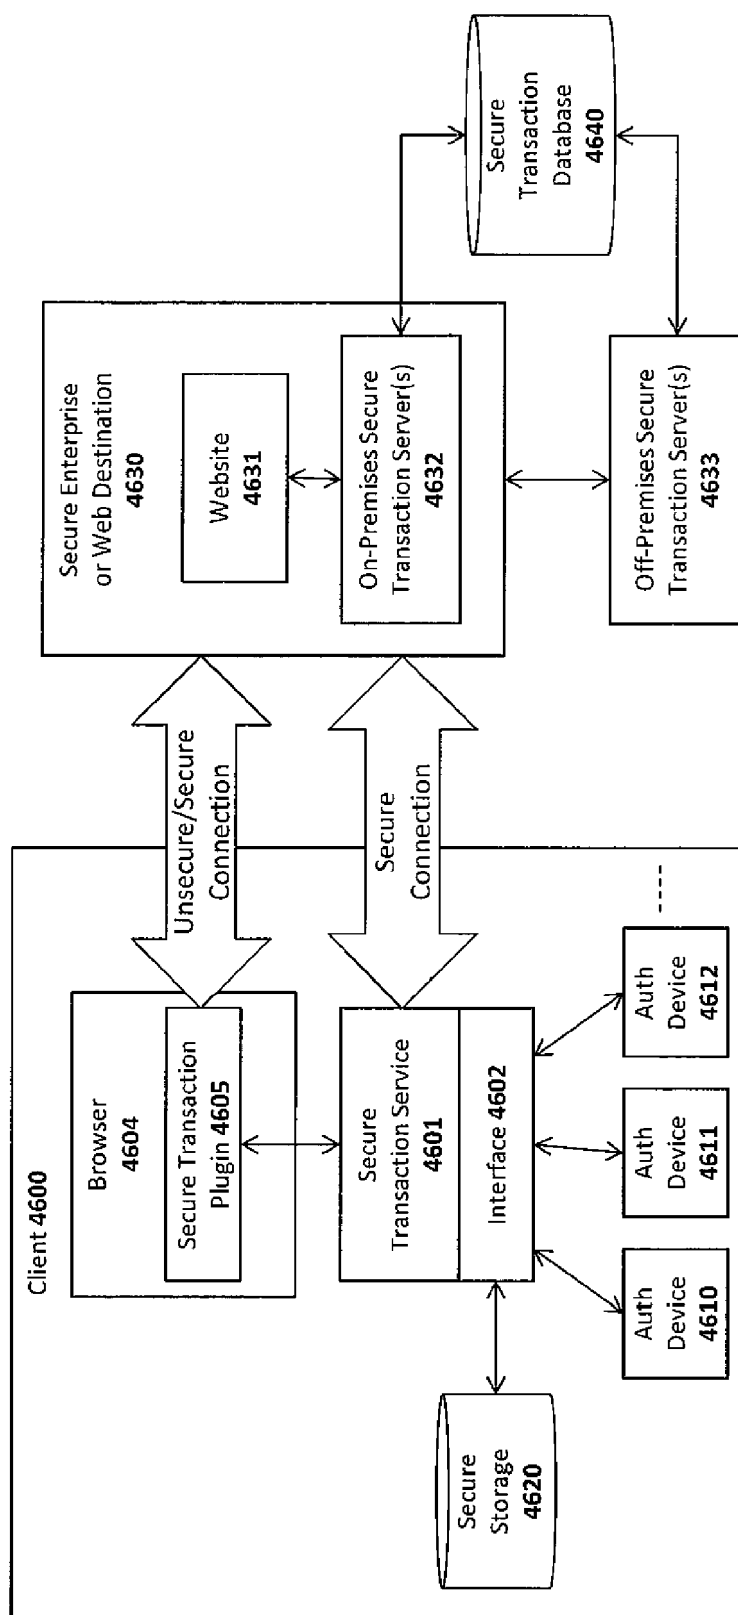 Client 4600
Browser
4604
Secure Transaction
Plugin 4605
Secure
Transaction Service
4601
Interface 4602
Secure
Storage
4620
Auth
Device
4610
Auth
Device
4611
Auth
Device
4612
Unsecure/Secure
Connection
Secure
Connection
Secure Enterprise
or Web Destination
4630
Website
4631
On-Premises Secure
Transaction Server(s)
4632
Off-Premises Secure
Transaction Server(s)
4633
Secure
Transaction
Database
4640